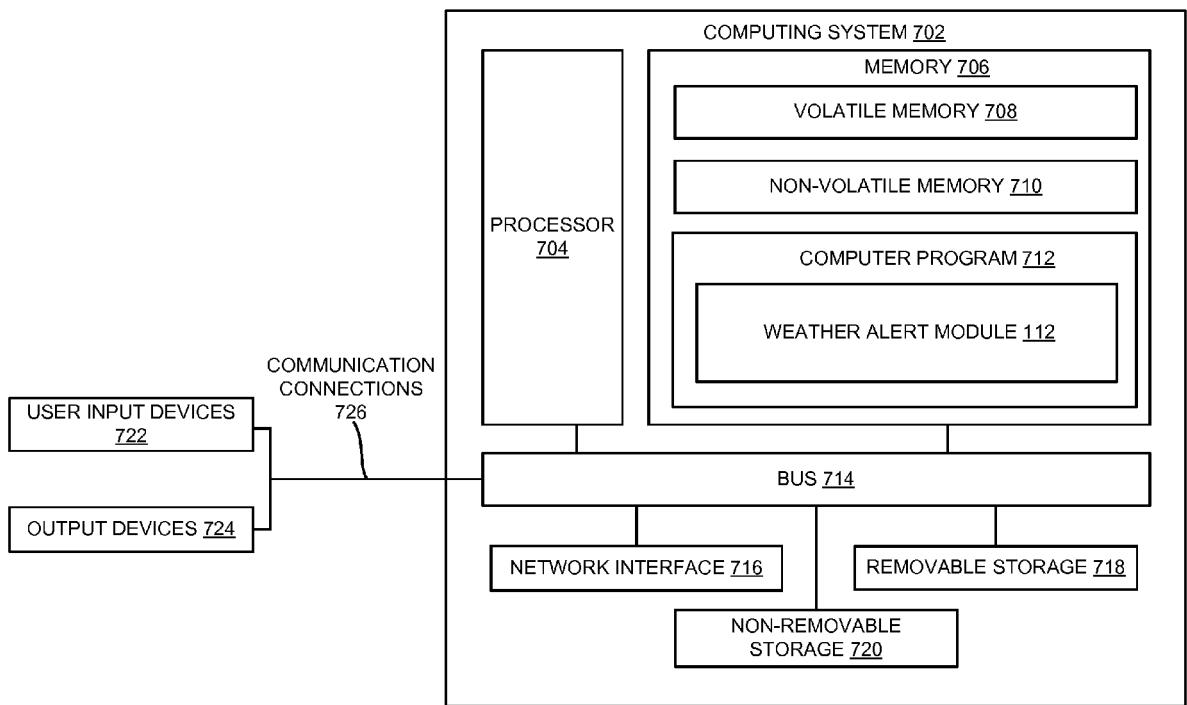 COMPUTING SYSTEM 702
MEMORY 706
VOLATILE MEMORY 708
NON-VOLATILE MEMORY 710
PROCESSOR
704
COMPUTER PROGRAM 712
WEATHER ALERT MODULE 112
COMMUNICATION
CONNECTIONS
726
USER INPUT DEVICES
722
OUTPUT DEVICES 724
BUS 714
NETWORK INTERFACE 716
REMOVABLE STORAGE 718
NON-REMOVABLE
STORAGE 720